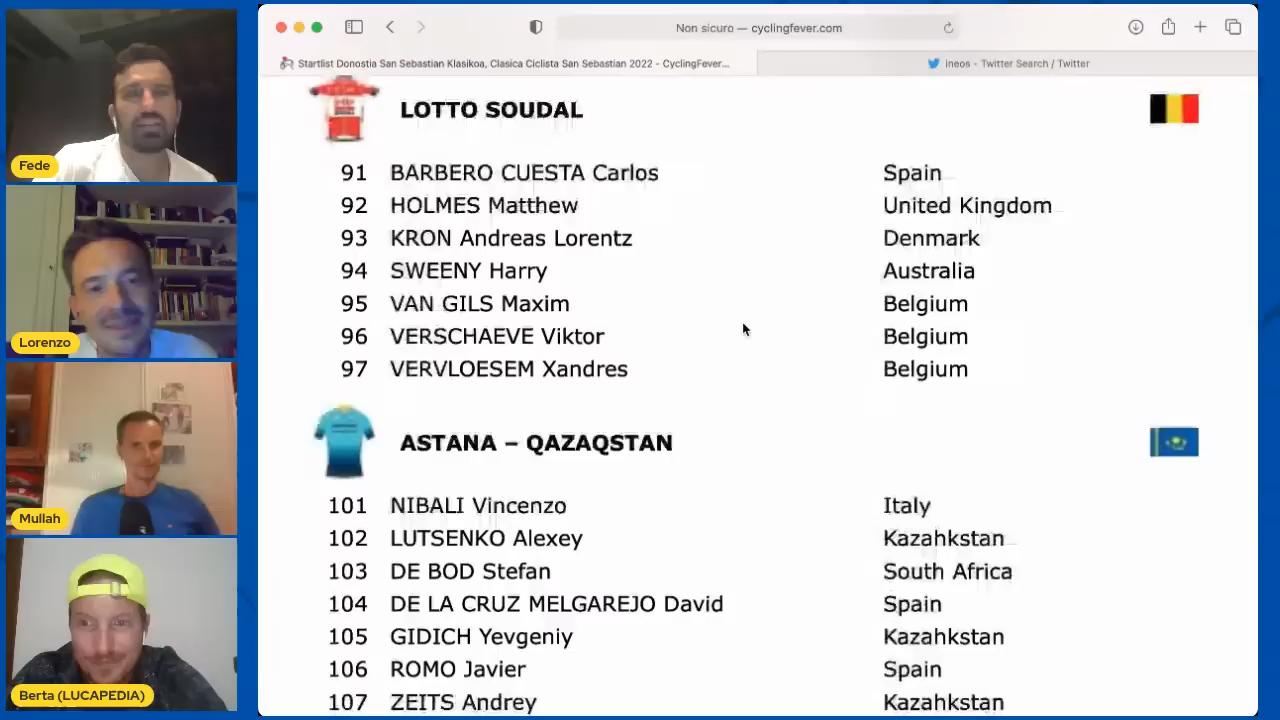 Fede
Lorenzo
Mullah
Berta (LUCAPEDIA)
Non sicuro — cyclingfever.com
Startlist Donostia San Sebastian Klasikoa, Clasica Ciclista San Sebastian 2022 - CyclingFever...
ineos - Twitter Search / Twitter
LOTTO SOUDAL
91 BARBERO CUESTA Carlos Spain
92 HOLMES Matthew United Kingdom
93 KRON Andreas Lorentz Denmark
94 SWEENY Harry Australia
95 VAN GILS Maxim Belgium
96 VERSCHAEVE Viktor Belgium
97 VERVLOESEM Xandres Belgium
ASTANA – QAZAQSTAN
101 NIBALI Vincenzo Italy
102 LUTSENKO Alexey Kazahkstan
103 DE BOD Stefan South Africa
104 DE LA CRUZ MELGAREJO David Spain
105 GIDICH Yevgeniy Kazahkstan
106 ROMO Javier Spain
107 ZEITS Andrey Kazahkstan